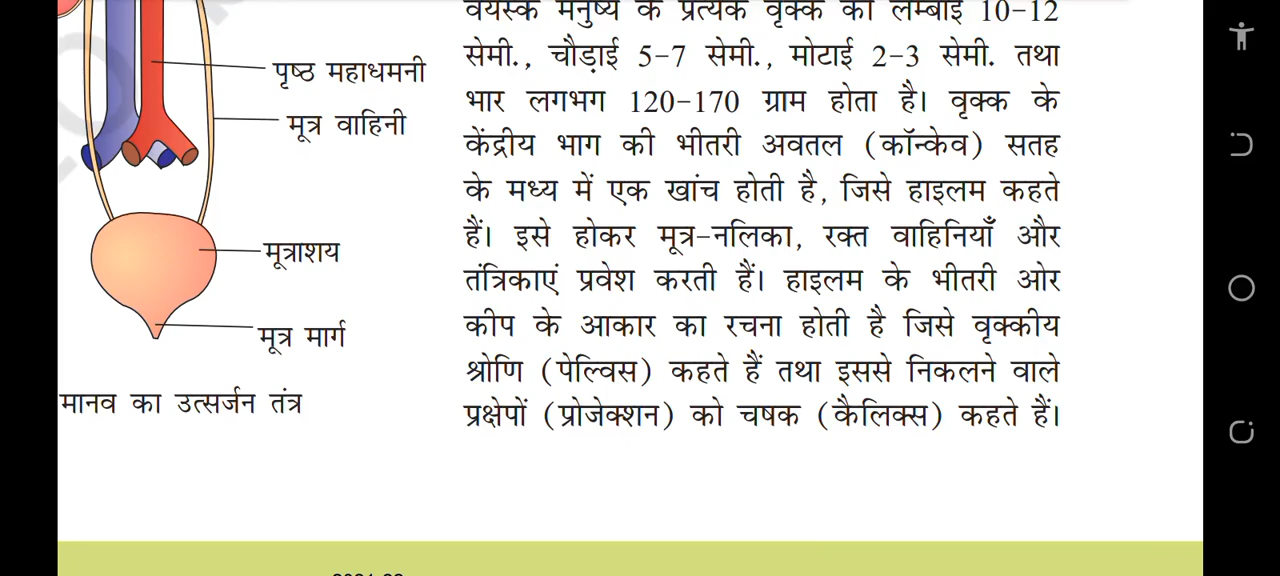 पृष्ठ महाधमनी
मूत्र वाहिनी
मूत्राशय
मूत्र मार्ग
मानव का उत्सर्जन तंत्र
वयस्क मनुष्य के प्रत्येक वृक्क की लम्बाई 10-12
सेमी., चौड़ाई 5-7 सेमी., मोटाई 2-3 सेमी. तथा
भार लगभग 120-170 ग्राम होता है। वृक्क के
केंद्रीय भाग की भीतरी अवतल (कॉन्केव) सतह
के मध्य में एक खांच होती है, जिसे हाइलम कहते
हैं। इसे होकर मूत्र-नलिका, रक्त वाहिनियाँ और
तंत्रिकाएं प्रवेश करती हैं। हाइलम के भीतरी ओर
कीप के आकार का रचना होती है जिसे वृक्कीय
श्रोणि (पेल्विस) कहते हैं तथा इससे निकलने वाले
प्रक्षेपों (प्रोजेक्शन) को चषक (कैलिक्स) कहते हैं।